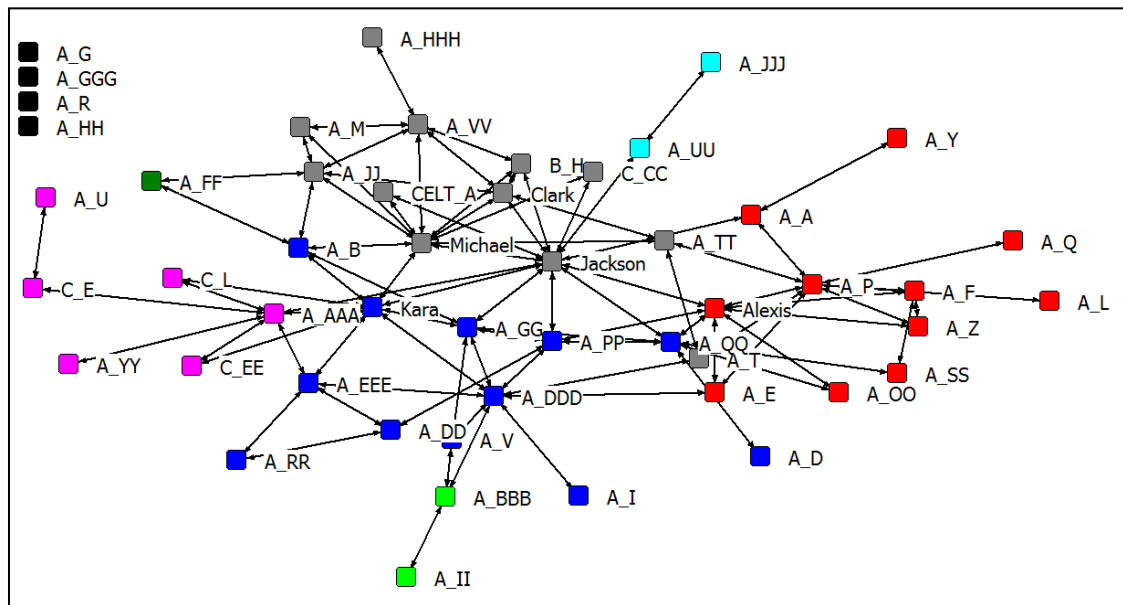 A_G
A_GGG
A_R
A_HH
A_HHH
A_JJJ
A_M
A_VV
A_Y
A_UU
B_H
C_CC
A_JJ
A_FF
CELT_A
Clark
A_U
A_A
Michael
A_B
A_TT
A_Q
Jackson
C_L
C_E
A_P
A_F
A_L
A_AAA
Kara
Alexis
A_Z
A_GG
A_PP
A_QQ
A_YY
C_EE
A_T
A_SS
A_EEE
A_DDD
A_E
A_OO
A_DD
A_V
A_RR
A_D
A_BBB
A_I
A_II